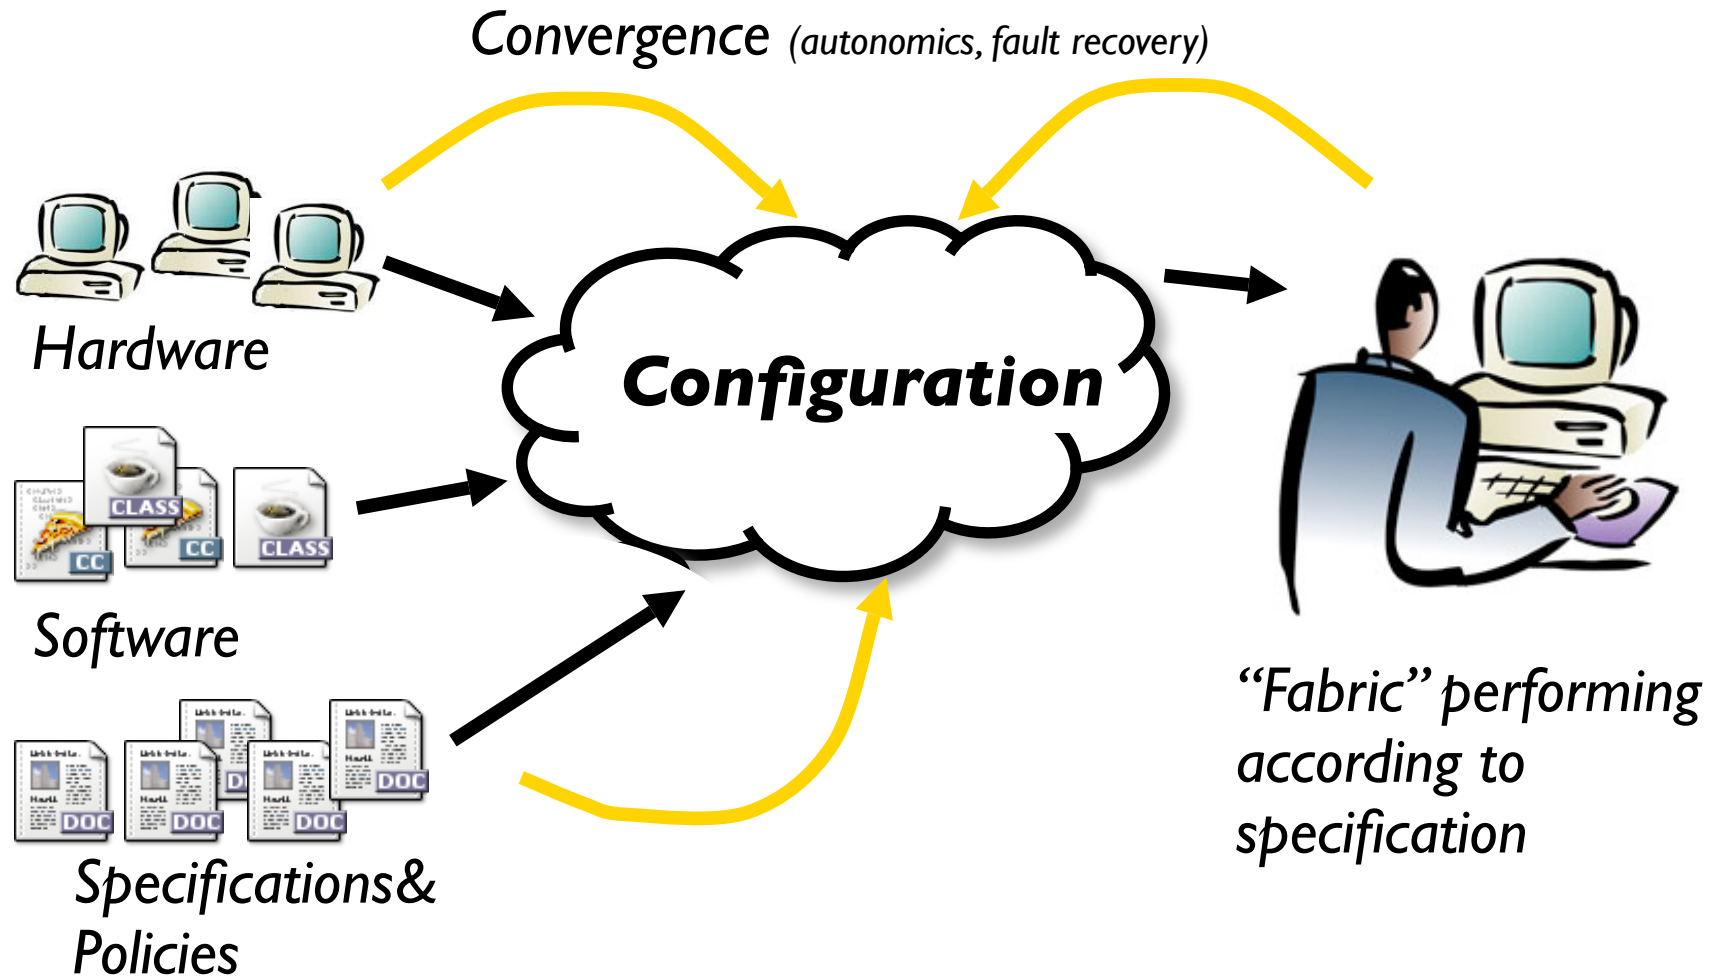 Convergence (autonomics, fault recovery)
Hardware
Configuration
CLASS
CC
CC
CLASS
Software
"Fabric" performing
according to
specification
DOC
DOC
DOC
DOC
Specifications&
Policies